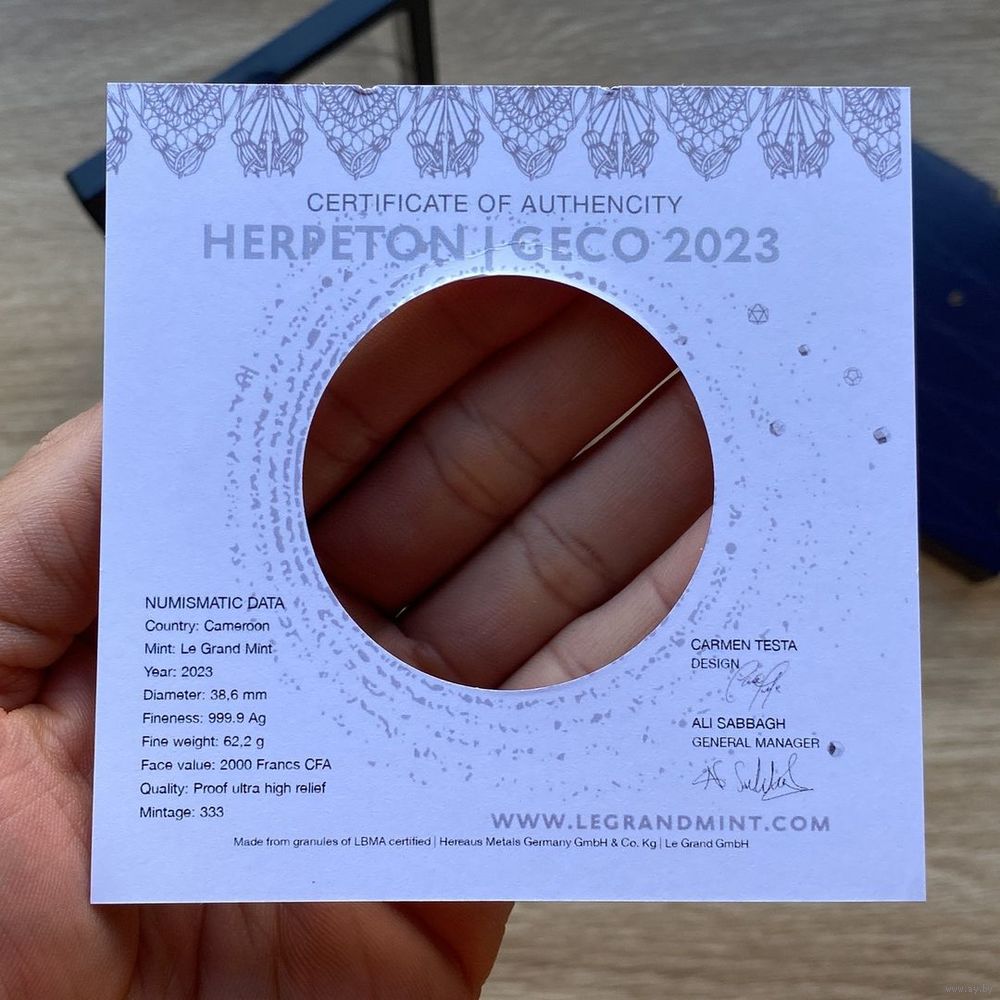 CERTIFICATE OF AUTHENCITY
HERPETON | GECO 2023
NUMISMATIC DATA
Country: Cameroon
Mint: Le Grand Mint
Year: 2023
Diameter: 38,6 mm
Fineness: 999.9 Ag
Fine weight: 62,2 g
Face value: 2000 Francs CFA
Quality: Proof ultra high relief
Mintage: 333
CARMEN TESTA
DESIGN
ALI SABBAGH
GENERAL MANAGER
WWW.LEGRANDMINT.COM
Made from granules of LBMA certified | Hereaus Metals Germany GmbH & Co. Kg | Le Grand GmbH
www.ay.by